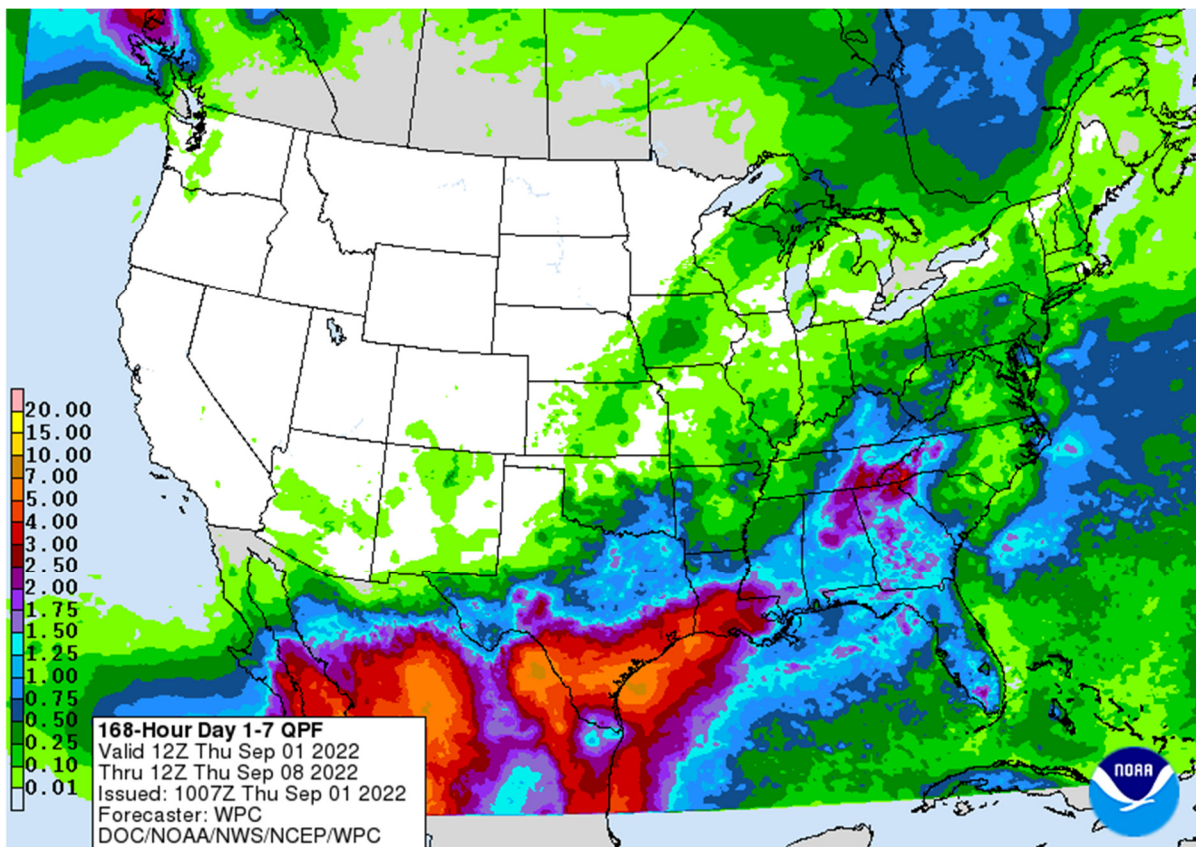 20.00
15.00
10.00
7.00
5.00
4.00
3.00
2.50
2.00
1.75
1.50
1.25
1.00
0.75
0.50
0.25
0.10
0.01
168-Hour Day 1-7 QPF
Valid 12Z Thu Sep 01 2022
Thru 12Z Thu Sep 08 2022
Issued: 1007Z Thu Sep 01 2022
Forecaster: WPC
DOC/NOAA/NWS/NCEP/WPC
NOAA